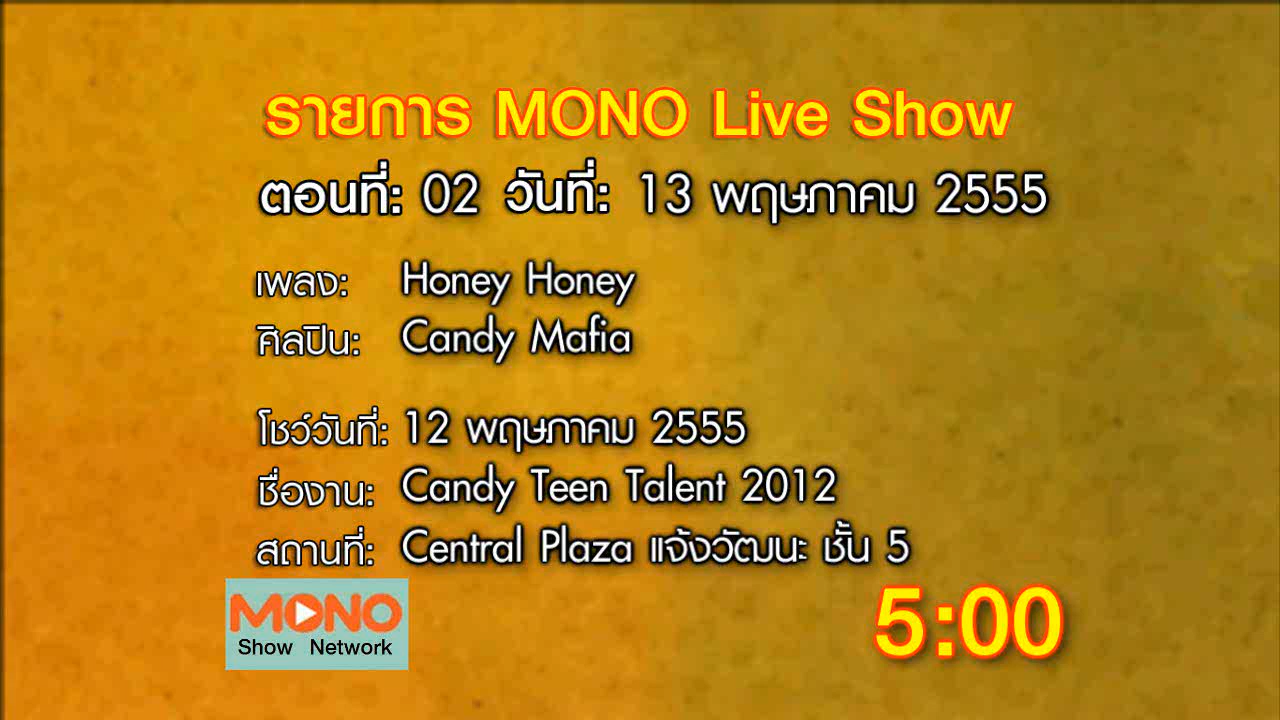 รายการ MONO Live Show
ตอนที่: 02 วันที่: 13 พฤษภาคม 2555
เพลง: Honey Honey
ศิลปิน: Candy Mafia
โชว์วันที่: 12 พฤษภาคม 2555
ชื่องาน: Candy Teen Talent 2012
สถานที่: Central Plaza แจ้งวัฒนะ ชั้น 5
MONO
Show Network
5:00